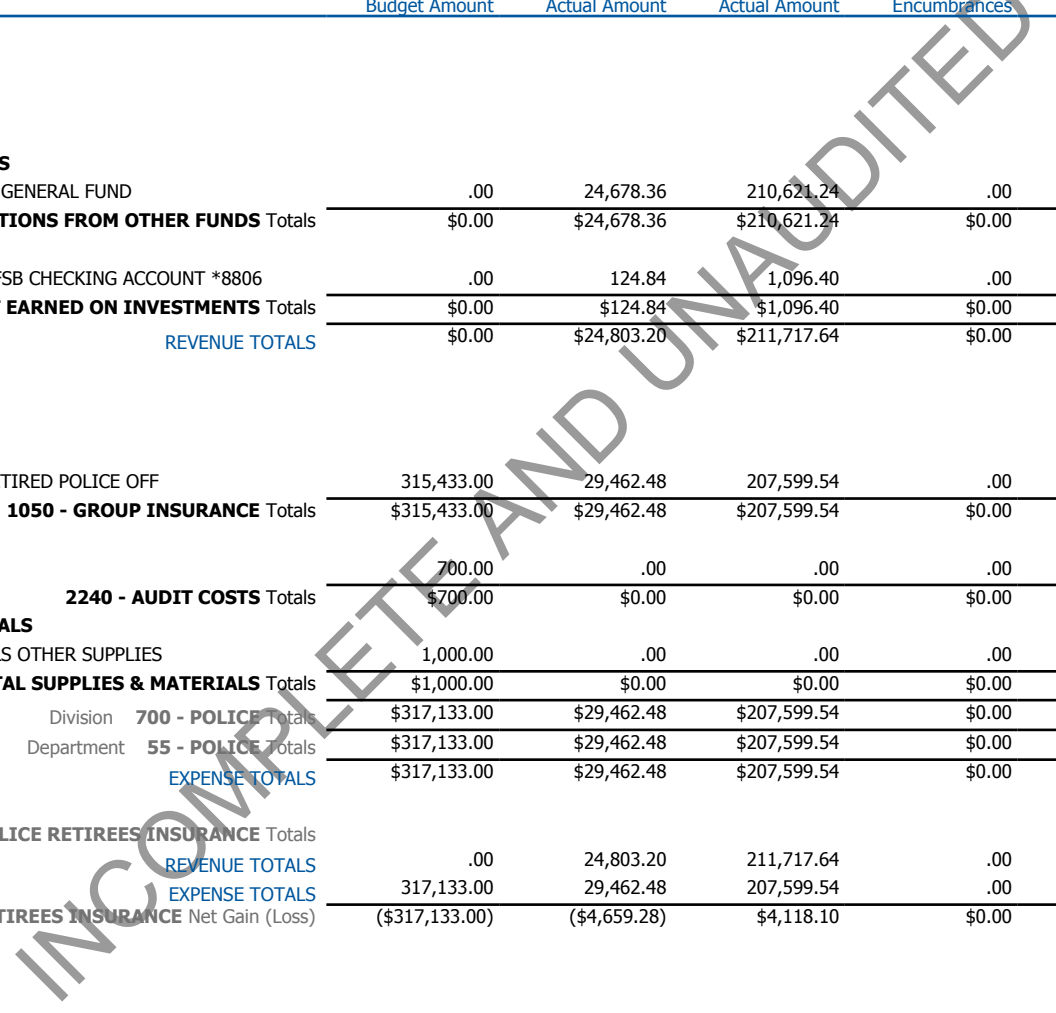 Budget Amount Actual Amount Actual Amount Encumbrances
S
GENERAL FUND .00 24,678.36 210,621.24 .00
TIONS FROM OTHER FUNDS Totals $0.00 $24,678.36 $210,621.24 $0.00
FSB CHECKING ACCOUNT *8806 .00 124.84 1,096.40 .00
EARNED ON INVESTMENTS Totals $0.00 $124.84 $1,096.40 $0.00
REVENUE TOTALS $0.00 $24,803.20 $211,717.64 $0.00
TIRED POLICE OFF 315,433.00 29,462.48 207,599.54 .00
1050 - GROUP INSURANCE Totals $315,433.00 $29,462.48 $207,599.54 $0.00
700.00 .00 .00 .00
2240 - AUDIT COSTS Totals $700.00 $0.00 $0.00 $0.00
ALS
LS OTHER SUPPLIES 1,000.00 .00 .00 .00
TAL SUPPLIES & MATERIALS Totals $1,000.00 $0.00 $0.00 $0.00
Division 700 - POLICE Totals $317,133.00 $29,462.48 $207,599.54 $0.00
Department 55 - POLICE Totals $317,133.00 $29,462.48 $207,599.54 $0.00
EXPENSE TOTALS $317,133.00 $29,462.48 $207,599.54 $0.00
LICE RETIREES INSURANCE Totals
REVENUE TOTALS .00 24,803.20 211,717.64 .00
EXPENSE TOTALS 317,133.00 29,462.48 207,599.54 .00
TIREES INSURANCE Net Gain (Loss) ($317,133.00) ($4,659.28) $4,118.10 $0.00
INCOMPLETE AND UNAUDITED